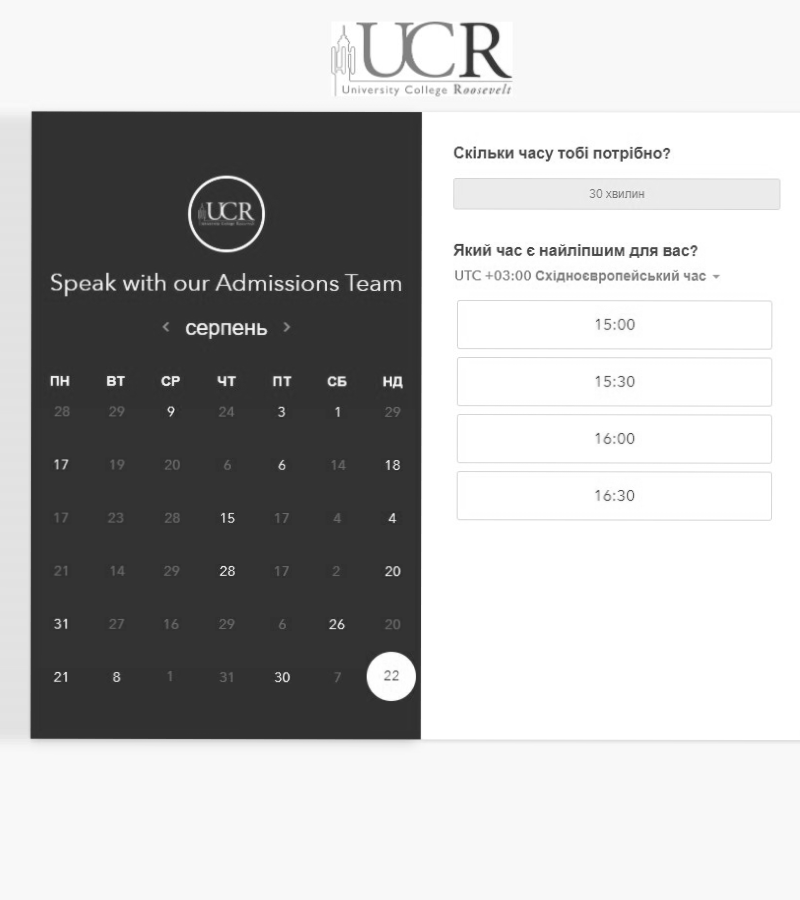 UCR
University College Roosevelt
UCR
University College Roosevelt
Speak with our Admissions Team
серпень
ПН ВТ СР ЧТ ПТ СБ НД
28 29 9 24 3 1 29
17 19 20 6 6 14 18
17 23 28 15 17 4 4
21 14 29 28 17 2 20
31 27 16 29 6 26 20
21 8 1 31 30 7 22
Скільки часу тобі потрібно?
30 хвилин
Який час є найліпшим для вас?
UTC +03:00 Східноєвропейський час
15:00
15:30
16:00
16:30